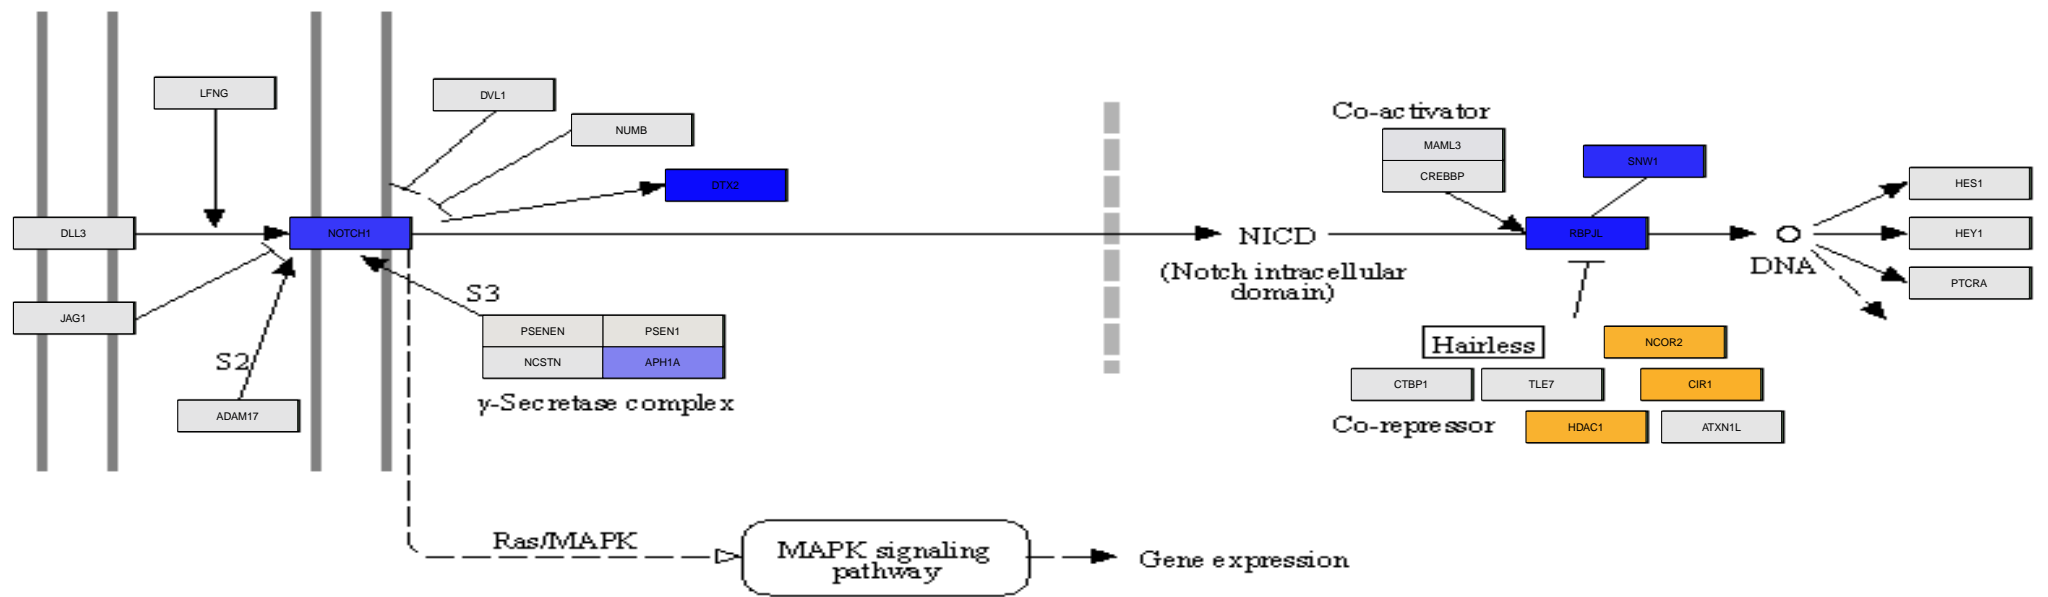 LFNG
DVL1
NUMB
DTX2
DLL3
NOTCH1
JAG1
S2
ADAM17
S3
PSENEN PSEN1
NCSTN APH1A
γ-Secretase complex
Co-activator
MAML3
CREBBP
SNW1
NICD
(Notch intracellular
domain)
RBPJL
DNA
HES1
HEY1
PTCRA
Hairless
NCOR2
CTBP1
TLE7
CIR1
Co-repressor
HDAC1
ATXN1L
Ras/MAPK
MAPK signaling
pathway
Gene expression